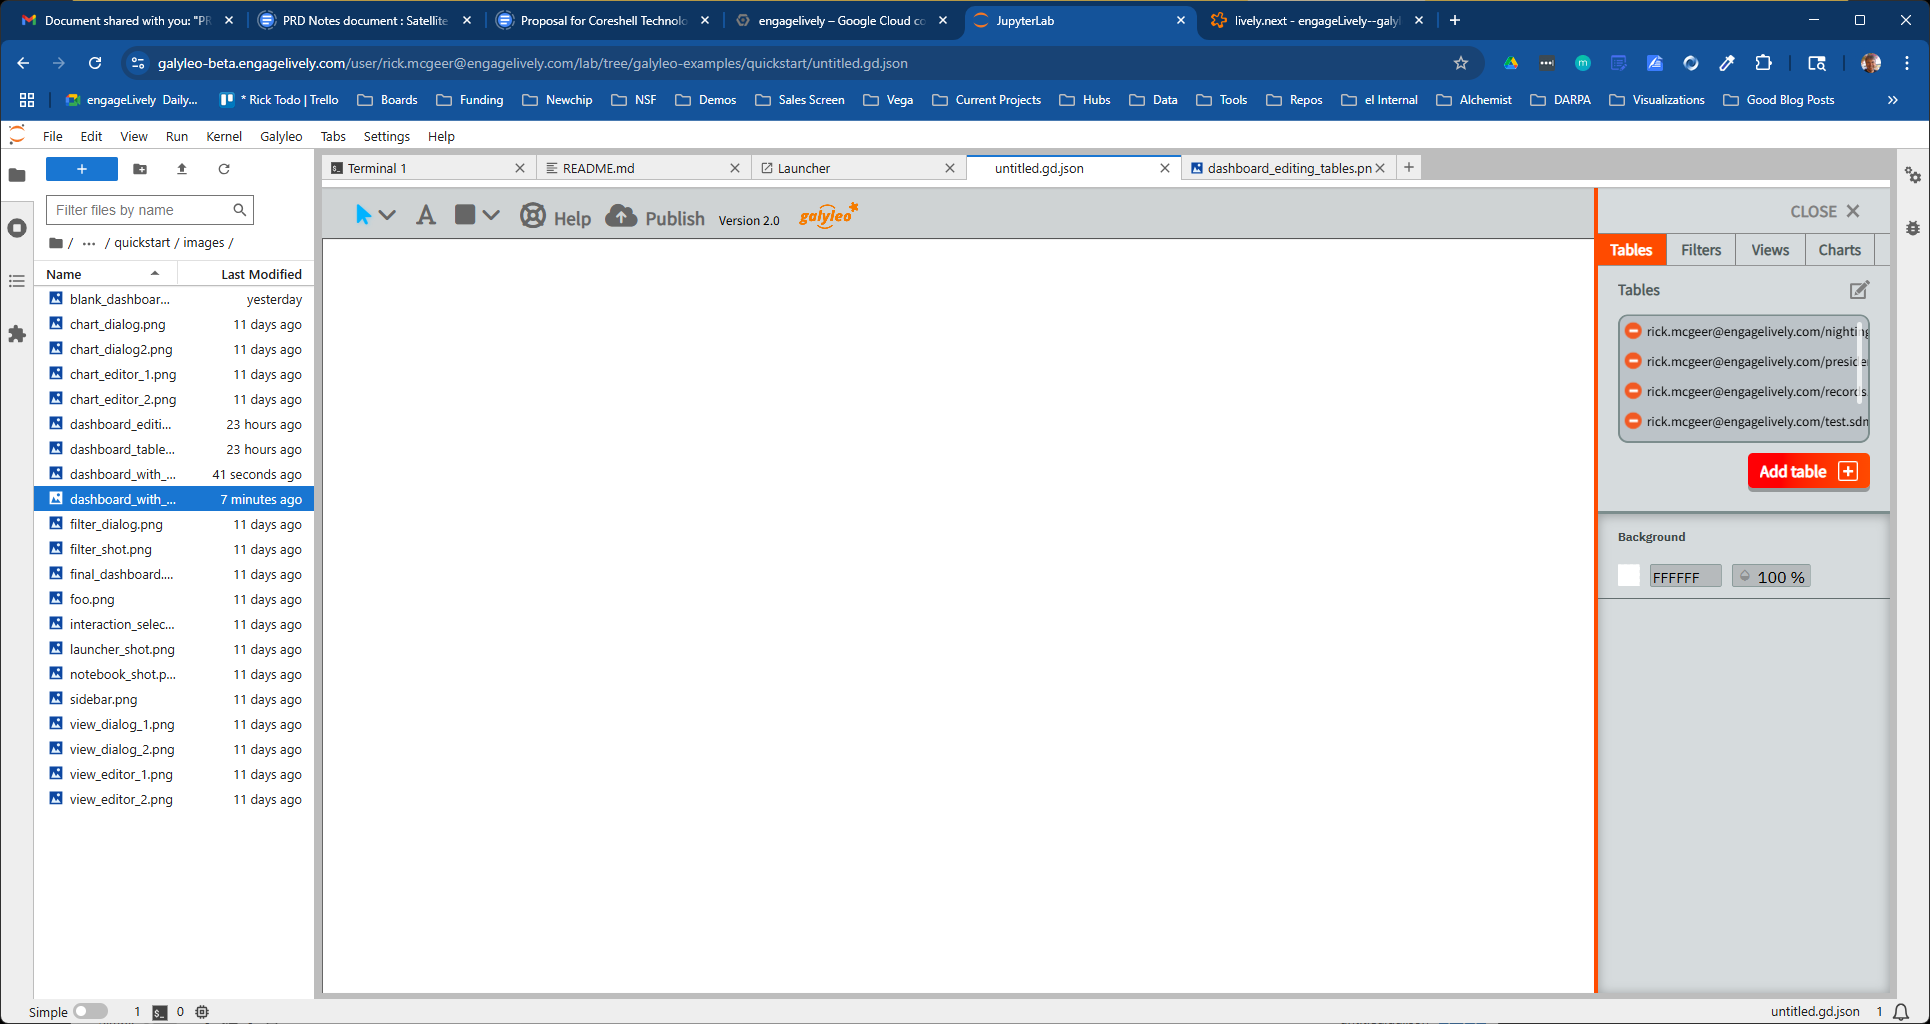 Document shared with you: "PR
PRD Notes document : Satellite
Proposal for Coreshell Technolo
engagelively – Google Cloud co
JupyterLab
lively.next - engageLively--galyl
galyleo-beta.engagelively.com/user/rick.mcgeer@engagelively.com/lab/tree/galyleo-examples/quickstart/untitled.gd.json
engageLively Daily...
* Rick Todo | Trello
Boards
Funding
Newchip
NSF
Demos
Sales Screen
Vega
Current Projects
Hubs
Data
Tools
Repos
el Internal
Alchemist
DARPA
Visualizations
Good Blog Posts
File Edit View Run Kernel Galyleo Tabs Settings Help
Terminal 1
README.md
Launcher
untitled.gd.json
dashboard_editing_tables.pn
Filter files by name
/ ... / quickstart / images /
Name Last Modified
blank_dashboar... yesterday
chart_dialog.png 11 days ago
chart_dialog2.png 11 days ago
chart_editor_1.png 11 days ago
chart_editor_2.png 11 days ago
dashboard_editi... 23 hours ago
dashboard_table... 23 hours ago
dashboard_with_... 41 seconds ago
dashboard_with_... 7 minutes ago
filter_dialog.png 11 days ago
filter_shot.png 11 days ago
final_dashboard.... 11 days ago
foo.png 11 days ago
interaction_selec... 11 days ago
launcher_shot.png 11 days ago
notebook_shot.p... 11 days ago
sidebar.png 11 days ago
view_dialog_1.png 11 days ago
view_dialog_2.png 11 days ago
view_editor_1.png 11 days ago
view_editor_2.png 11 days ago
A
Help
Publish
Version 2.0
galyleo
CLOSE
Tables Filters Views Charts
Tables
rick.mcgeer@engagelively.com/nighting
rick.mcgeer@engagelively.com/preside
rick.mcgeer@engagelively.com/records.
rick.mcgeer@engagelively.com/test.sdm
Add table
Background
FFFFFF 100 %
Simple 1 0
untitled.gd.json 1